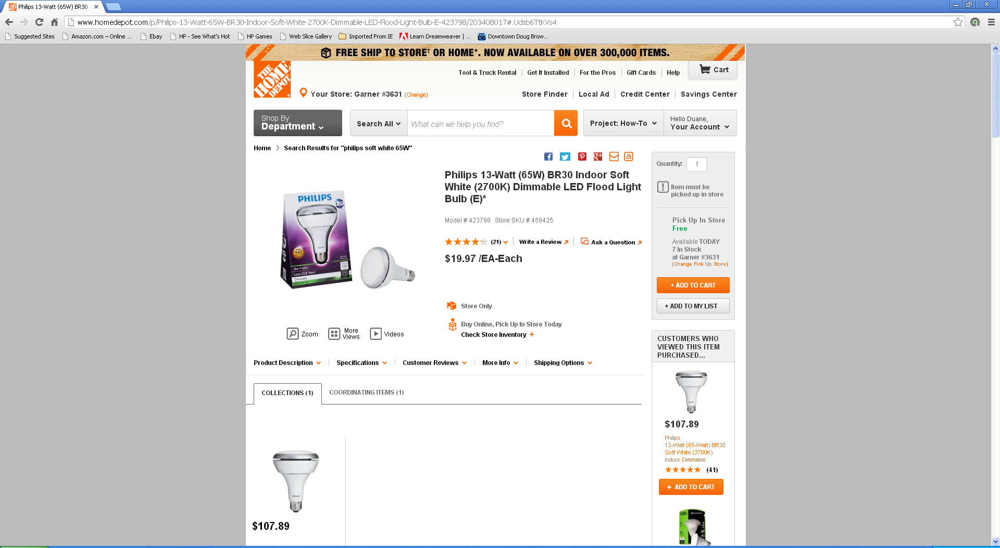 Philips 13-Watt (65W) BR30
www.homedepot.com/p/Philips-13-Watt-65W-BR30-Indoor-Soft-White-2700K-Dimmable-LED-Flood-Light-Bulb-E-423798/203408017#.Udsb6TtKVs4
Suggested Sites Amazon.com – Online ... Ebay HP - See What's Hot HP Games Web Slice Gallery Imported From IE Learn Dreamweaver | ... Downtown Doug Brow...
FREE SHIP TO STORE† OR HOME*. NOW AVAILABLE ON OVER 300,000 ITEMS.
THE HOME DEPOT
Tool & Truck Rental Get It Installed For the Pros Gift Cards Help Cart
Your Store: Garner #3631 (Change)
Store Finder Local Ad Credit Center Savings Center
Shop By
Department
Search All What can we help you find?
Project: How-To
Hello Duane,
Your Account
Home > Search Results for "philips soft white 65W"
Philips 13-Watt (65W) BR30 Indoor Soft
White (2700K) Dimmable LED Flood Light
Bulb (E)*
Model # 423798 Store SKU # 459425
(21) Write a Review Ask a Question
$19.97 /EA-Each
PHILIPS
LED
$143
13w = 65w
Lasts 22.8 Years
Dimmable
Store Only
Buy Online, Pick Up In Store Today
Check Store Inventory +
Zoom
More
Views
Videos
Quantity: 1
Item must be
picked up in store
Pick Up In Store
Free
Available TODAY
7 In Stock
at Garner #3631
(Change Pick Up Store)
+ ADD TO CART
+ ADD TO MY LIST
Product Description Specifications Customer Reviews More Info Shipping Options
COLLECTIONS (1) COORDINATING ITEMS (1)
PHILIPS
$107.89
CUSTOMERS WHO
VIEWED THIS ITEM
PURCHASED...
$107.89
Philips
13-Watt (65-Watt) BR30
Soft White (2700K)
Indoor Dimmable
(41)
+ ADD TO CART
LED